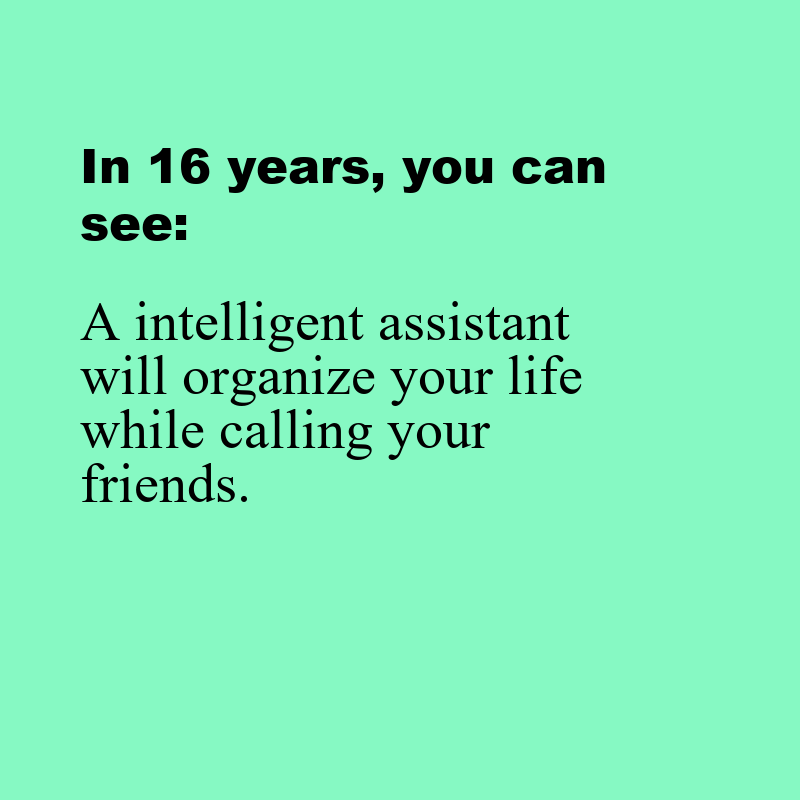 In 16 years, you can
see:
A intelligent assistant
will organize your life
while calling your
friends.